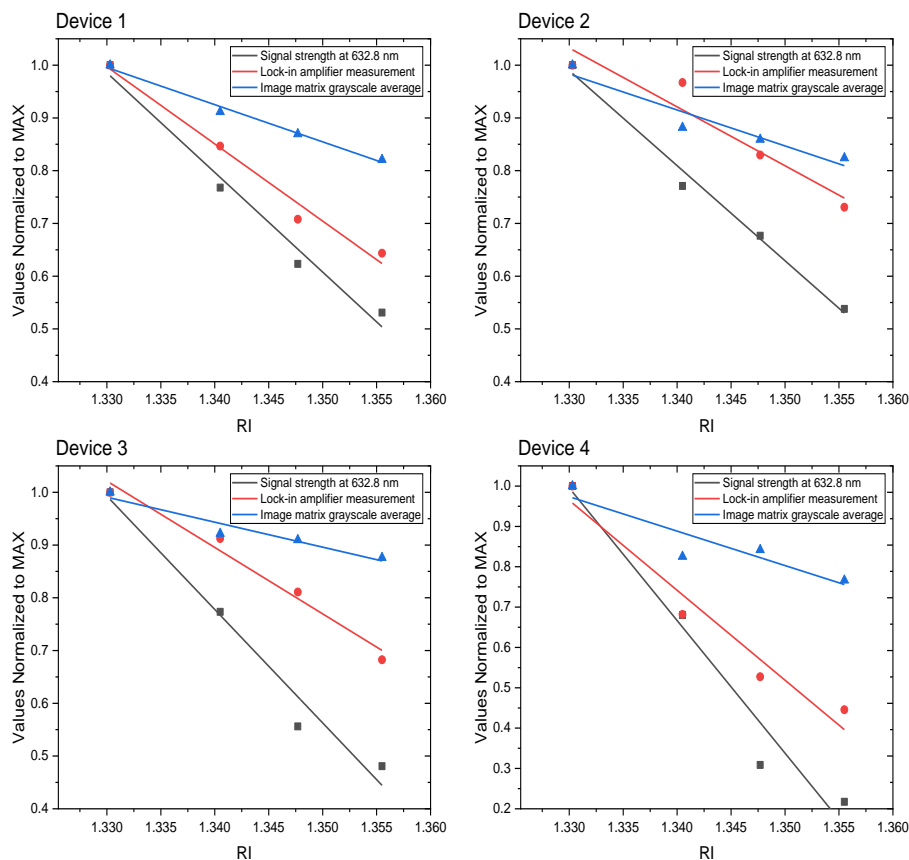 Device 1
Signal strength at 632.8 nm
Lock-in amplifier measurement
Image matrix grayscale average
1.0
0.9
0.8
0.7
0.6
0.5
0.4
Values Normalized to MAX
1.330 1.335 1.340 1.345 1.350 1.355 1.360
RI
Device 2
Signal strength at 632.8 nm
Lock-in amplifier measurement
Image matrix grayscale average
1.0
0.9
0.8
0.7
0.6
0.5
0.4
Values Normalized to MAX
1.330 1.335 1.340 1.345 1.350 1.355 1.360
RI
Device 3
Signal strength at 632.8 nm
Lock-in amplifier measurement
Image matrix grayscale average
1.0
0.9
0.8
0.7
0.6
0.5
0.4
Values Normalized to MAX
1.330 1.335 1.340 1.345 1.350 1.355 1.360
RI
Device 4
Signal strength at 632.8 nm
Lock-in amplifier measurement
Image matrix grayscale average
1.0
0.9
0.8
0.7
0.6
0.5
0.4
0.3
0.2
Values Normalized to MAX
1.330 1.335 1.340 1.345 1.350 1.355 1.360
RI